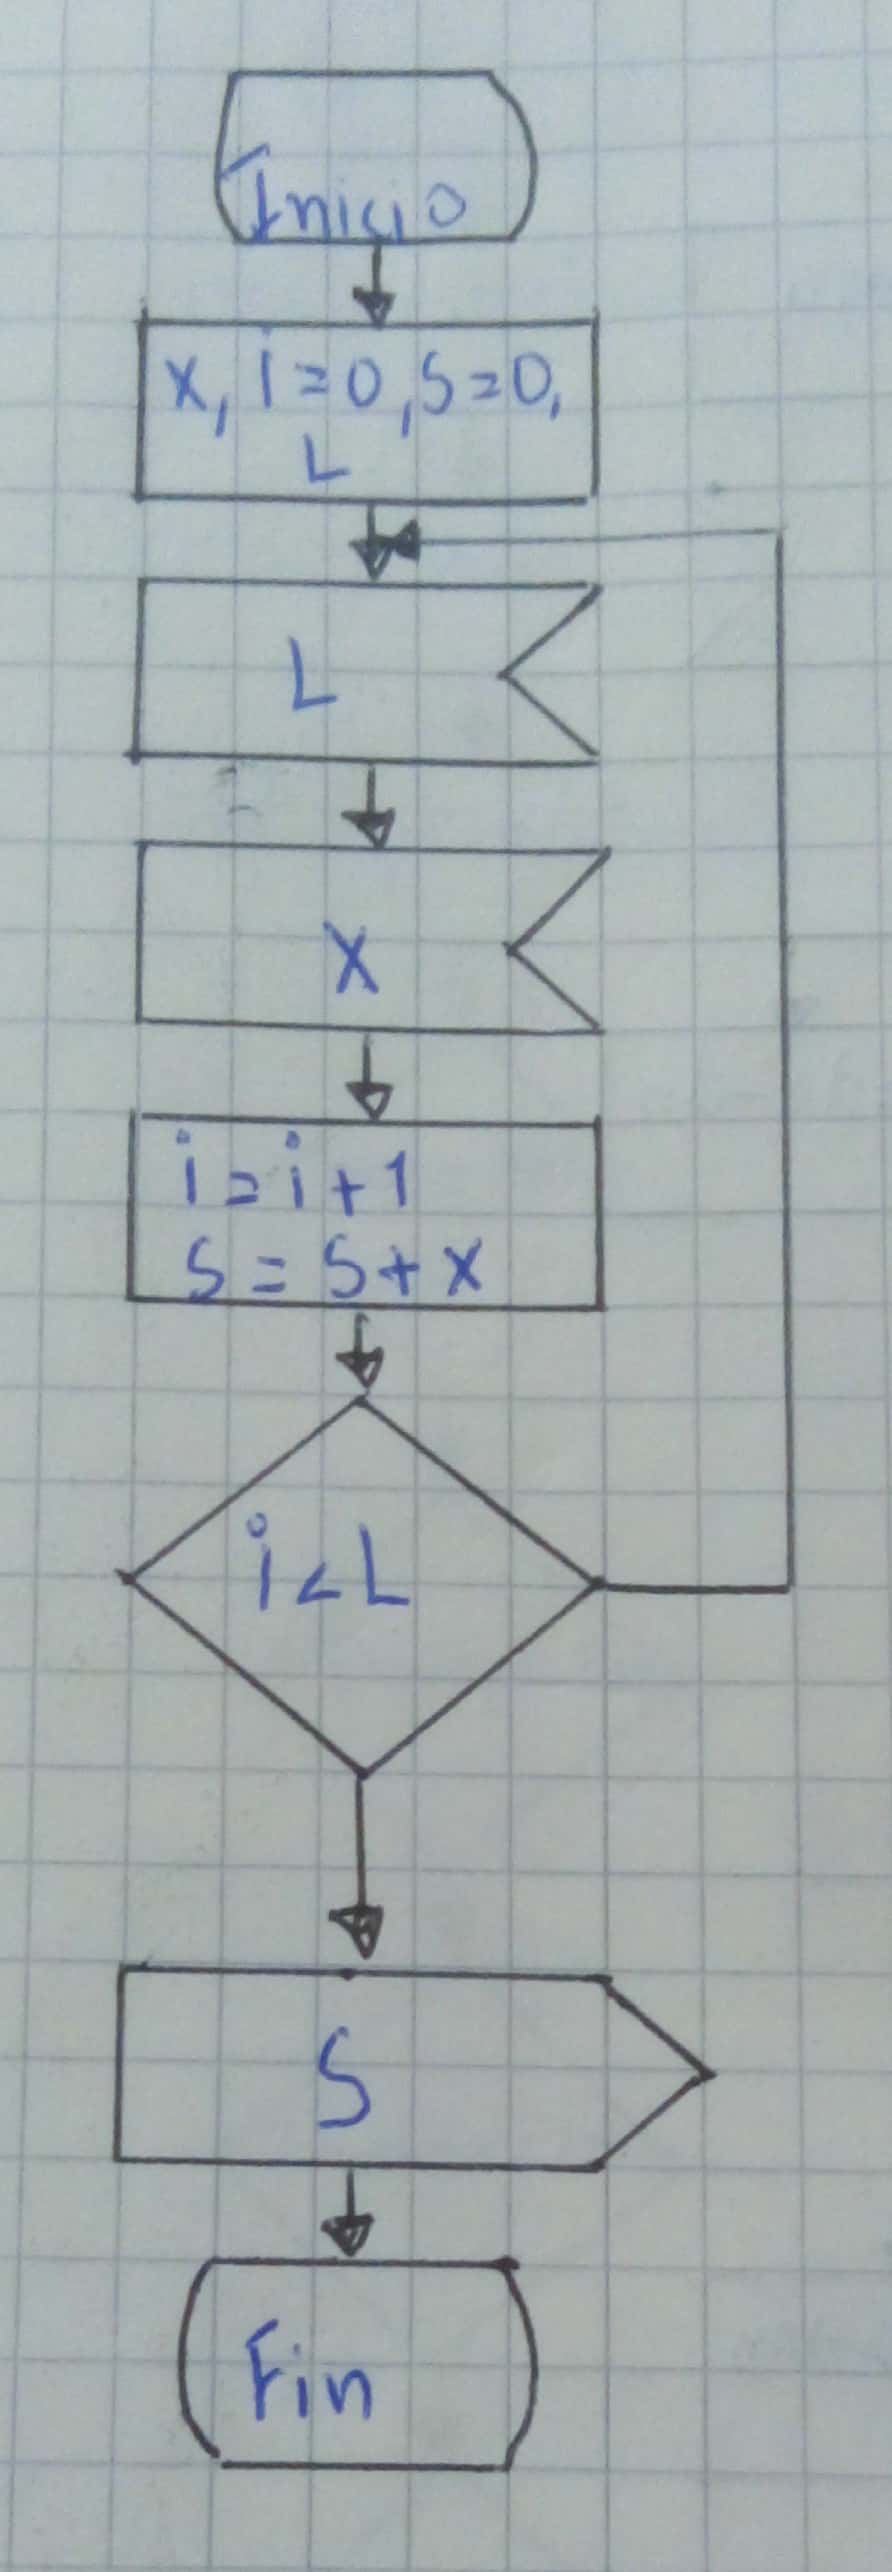 Inicio
x, i=0, S=0,
L
L
X
i=i+1
S=S+x
i<L
S
Fin